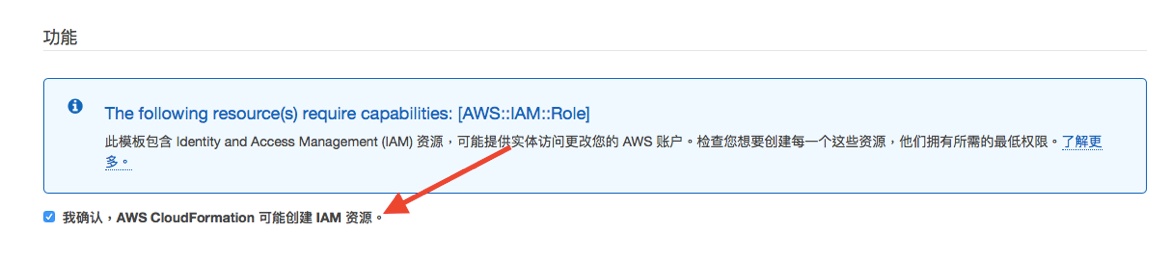 功能
The following resource(s) require capabilities: [AWS::IAM::Role]
此模板包含 Identity and Access Management (IAM) 资源，可能提供实体访问更改您的 AWS 账户。检查您想要创建每一个这些资源，他们拥有所需的最低权限。了解更
多。
我确认，AWS CloudFormation 可能创建 IAM 资源。